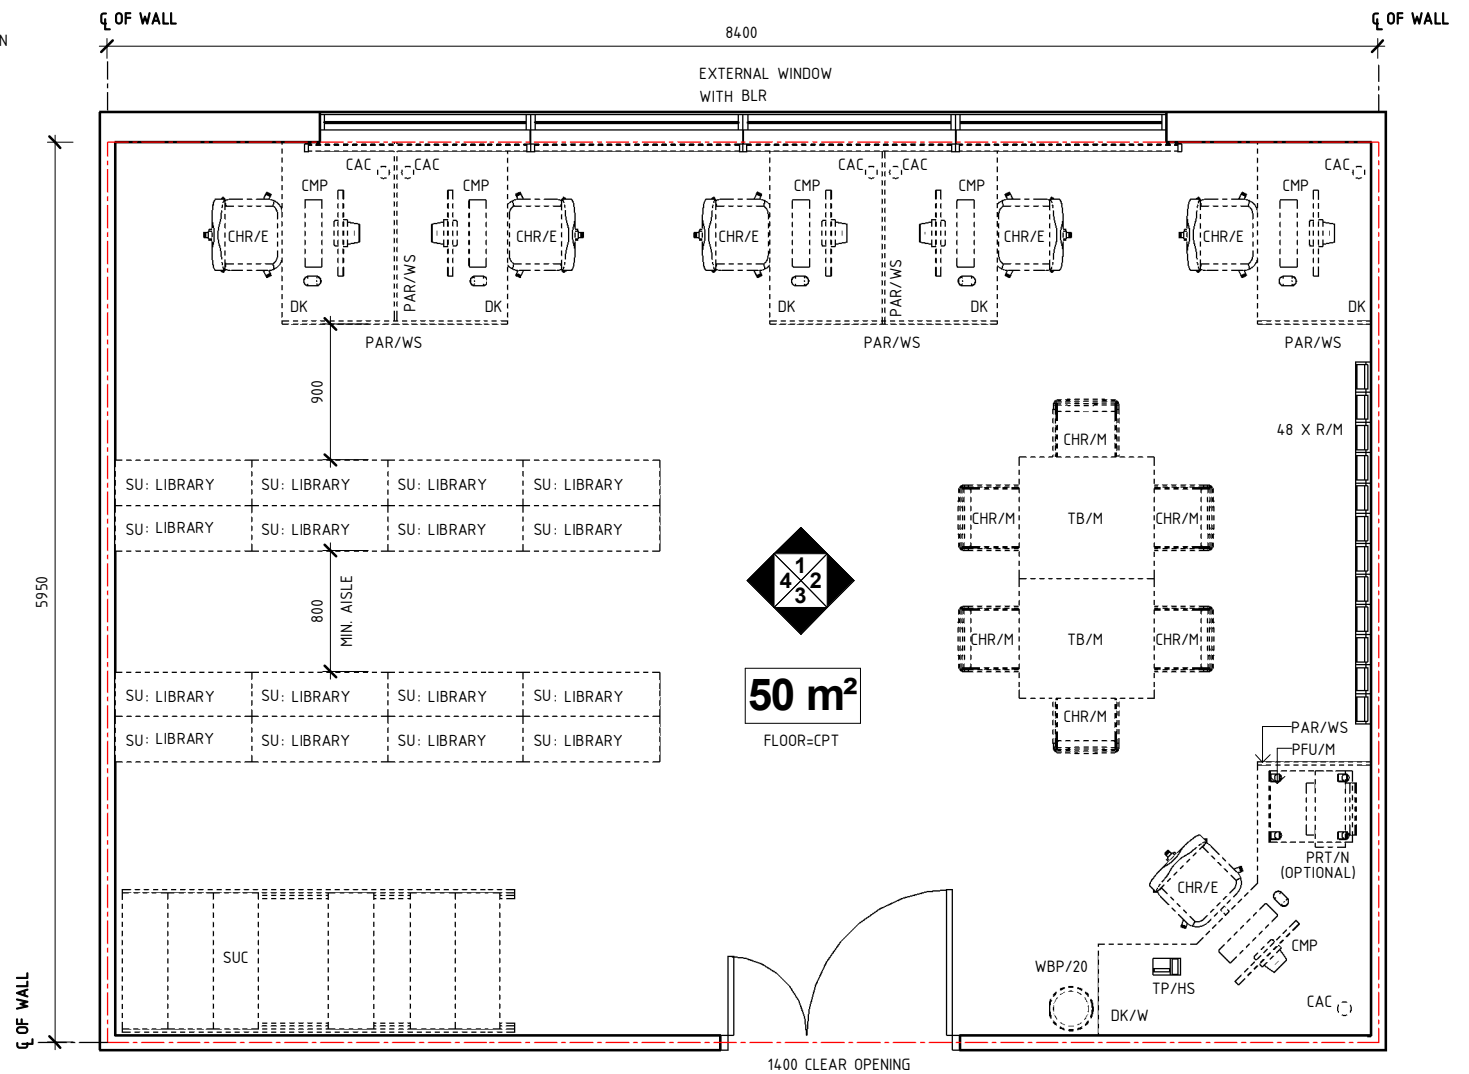 ℄ OF WALL
℄ OF WALL
N
8400
EXTERNAL WINDOW
WITH BLR
CAC CAC CAC CAC CAC
CMP CMP CMP CMP CMP
CHR/E CHR/E CHR/E CHR/E CHR/E
PAR/WS PAR/WS
DK DK DK DK DK
PAR/WS PAR/WS PAR/WS
900
48 X R/M
CHR/M
SU: LIBRARY SU: LIBRARY SU: LIBRARY SU: LIBRARY
CHR/M TB/M CHR/M
SU: LIBRARY SU: LIBRARY SU: LIBRARY SU: LIBRARY
5950
800
MIN. AISLE
1
4 2
3
CHR/M TB/M CHR/M
50 m²
FLOOR=CPT
SU: LIBRARY SU: LIBRARY SU: LIBRARY SU: LIBRARY
CHR/M
SU: LIBRARY SU: LIBRARY SU: LIBRARY SU: LIBRARY
PAR/WS
PFU/M
PRT/N
(OPTIONAL)
CHR/E
CMP
SUC
WBP/20
TP/HS
CAC
DK/W
℄ OF WALL
1400 CLEAR OPENING